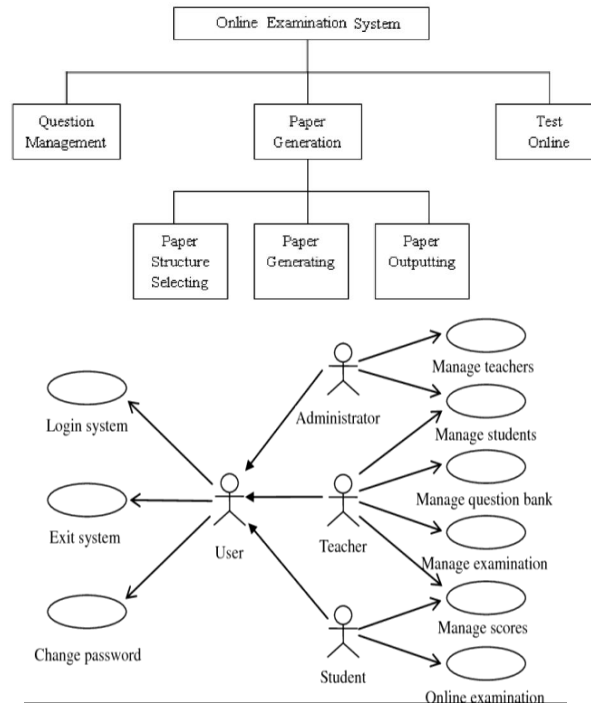 Online Examination System
Question
Management
Paper
Generation
Test
Online
Paper
Structure
Selecting
Paper
Generating
Paper
Outputting
Manage teachers
Administrator
Login system
Manage students
Manage question bank
Exit system
User
Teacher
Manage examination
Manage scores
Change password
Student
Online examination